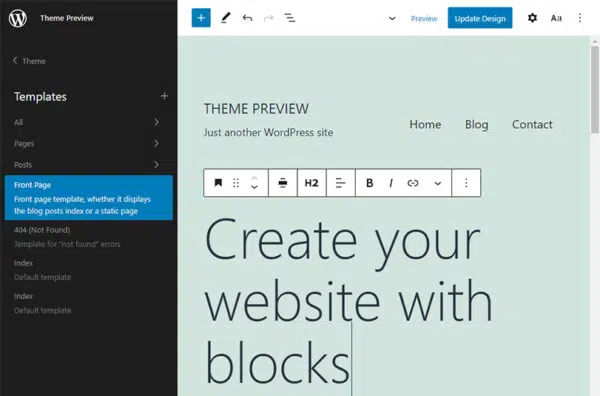 Theme Preview
Preview
Update Design
Aa
Theme
Templates
All
Pages
Posts
Front Page
Front page template, whether it displays
the blog posts index or a static page
404 (Not Found)
Template for "not found" errors
Index
Default template
Index
Default template
THEME PREVIEW
Just another WordPress site
Home Blog Contact
H2 B I
Create your
website with
blocks